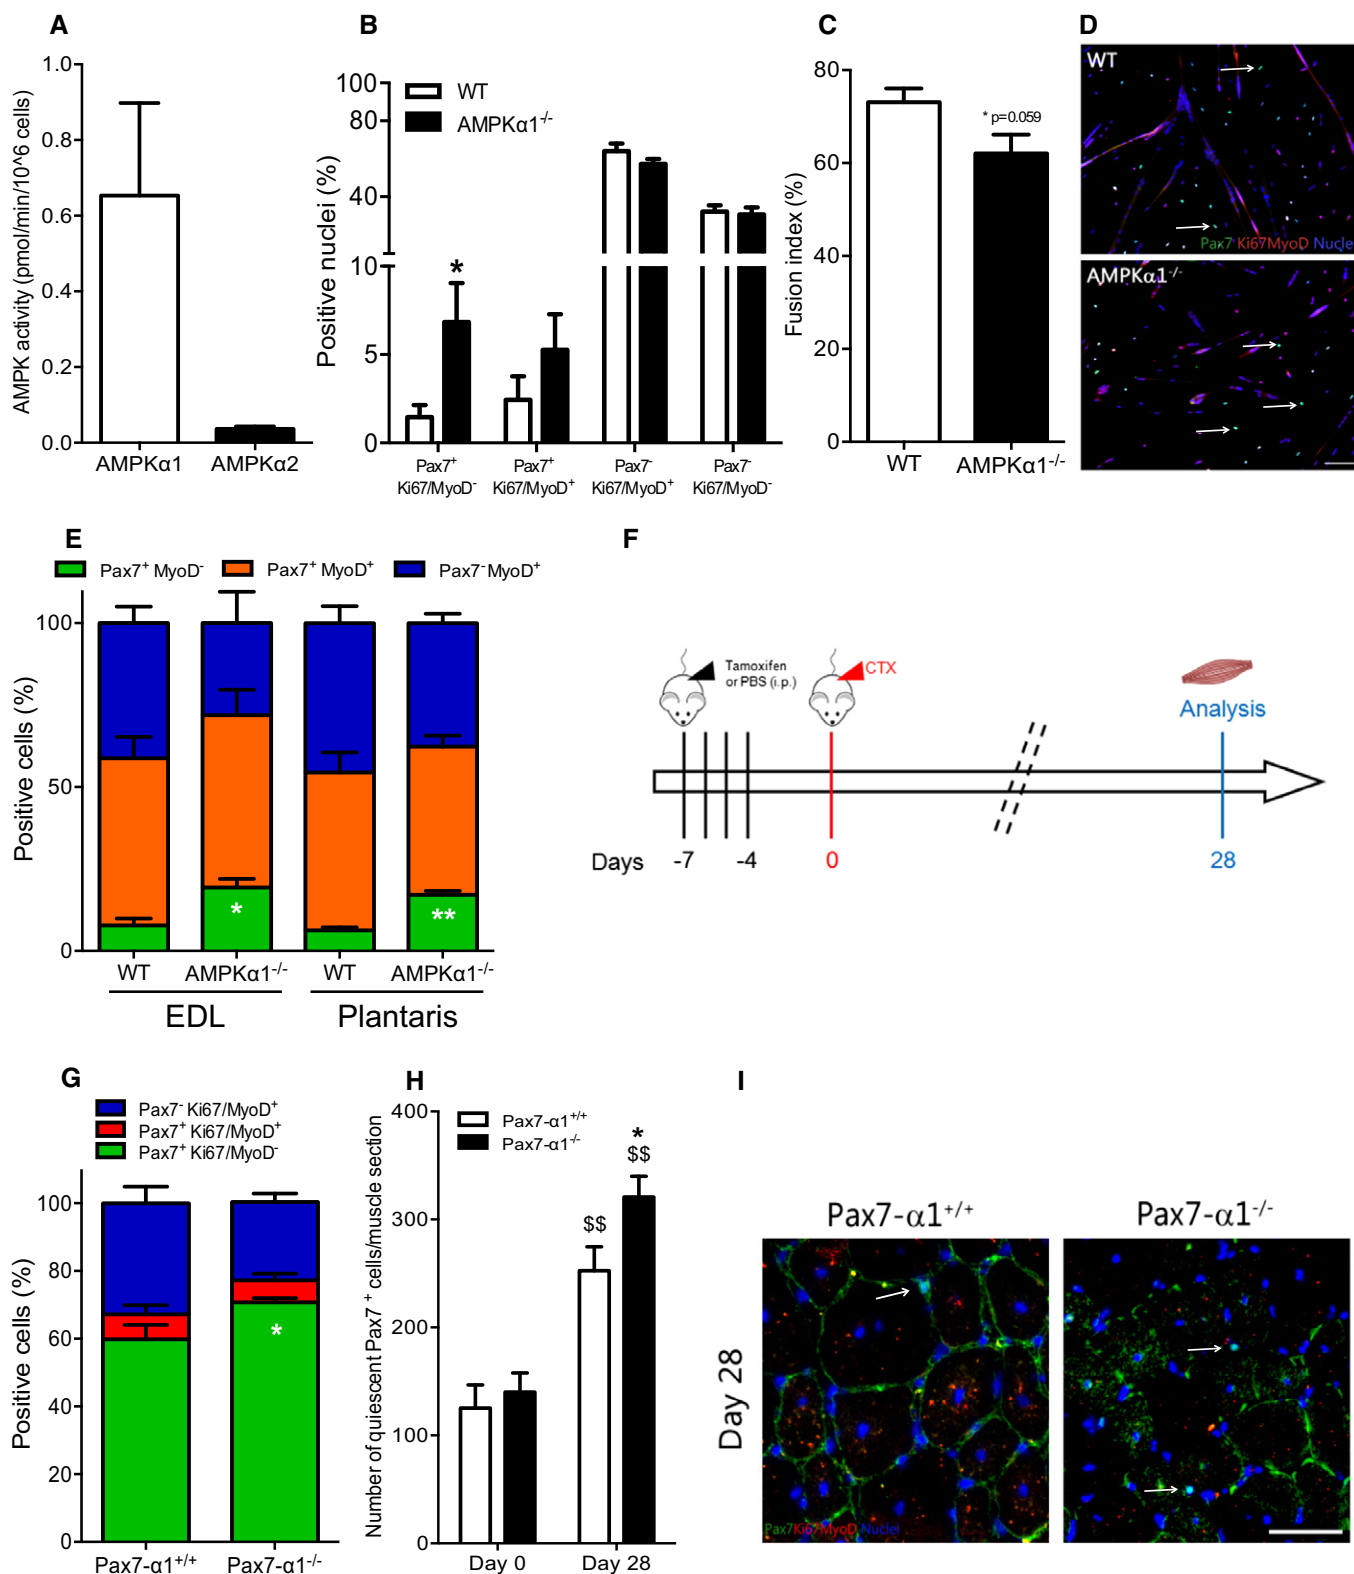 A
AMPK activity (pmol/min/10^6 cells)
1.0
0.8
0.6
0.4
0.2
0.0
AMPKα1
AMPKα2
B
Positive nuclei (%)
100
80
40
10
5
0
WT
AMPKα1⁻/⁻
*
Pax7⁺
Ki67/MyoD⁻
Pax7⁺
Ki67/MyoD⁺
Pax7⁻
Ki67/MyoD⁺
Pax7⁻
Ki67/MyoD⁻
C
Fusion index (%)
80
60
40
20
0
* p=0.059
WT
AMPKα1⁻/⁻
D
WT
Pax7 Ki67MyoD Nuclei
AMPKα1⁻/⁻
E
Pax7⁺ MyoD⁻
Pax7⁺ MyoD⁺
Pax7⁻MyoD⁺
Positive cells (%)
100
50
0
*
**
WT
AMPKα1⁻/⁻
WT
AMPKα1⁻/⁻
EDL
Plantaris
F
Tamoxifen
or PBS (i.p.)
CTX
Analysis
Days
-7
-4
0
28
G
Pax7⁻ Ki67/MyoD⁺
Pax7⁺ Ki67/MyoD⁺
Pax7⁺ Ki67/MyoD⁻
Positive cells (%)
100
80
60
40
20
0
*
Pax7-α1⁺/⁺
Pax7-α1⁻/⁻
H
Number of quiescent Pax7⁺ cells/muscle section
400
300
200
100
0
Pax7-α1⁺/⁺
Pax7-α1⁻/⁻
$$
*
$$
Day 0
Day 28
I
Pax7-α1⁺/⁺
Pax7-α1⁻/⁻
Day 28
Pax7Ki67MyoD Nuclei